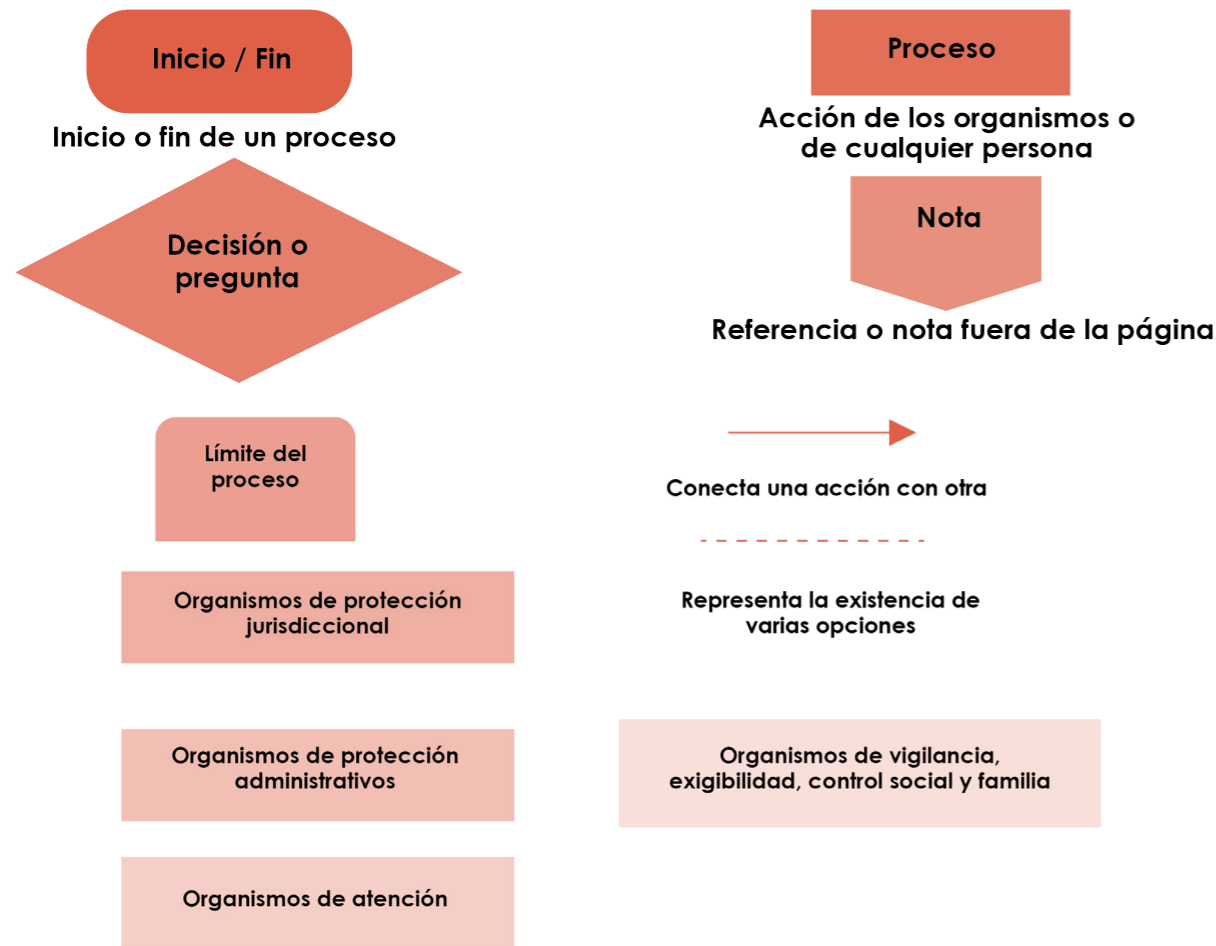 Inicio / Fin
Inicio o fin de un proceso
Proceso
Acción de los organismos o
de cualquier persona
Decisión o
pregunta
Nota
Referencia o nota fuera de la página
Límite del
proceso
Conecta una acción con otra
Organismos de protección
jurisdiccional
Representa la existencia de
varias opciones
Organismos de protección
administrativos
Organismos de vigilancia,
exigibilidad, control social y familia
Organismos de atención